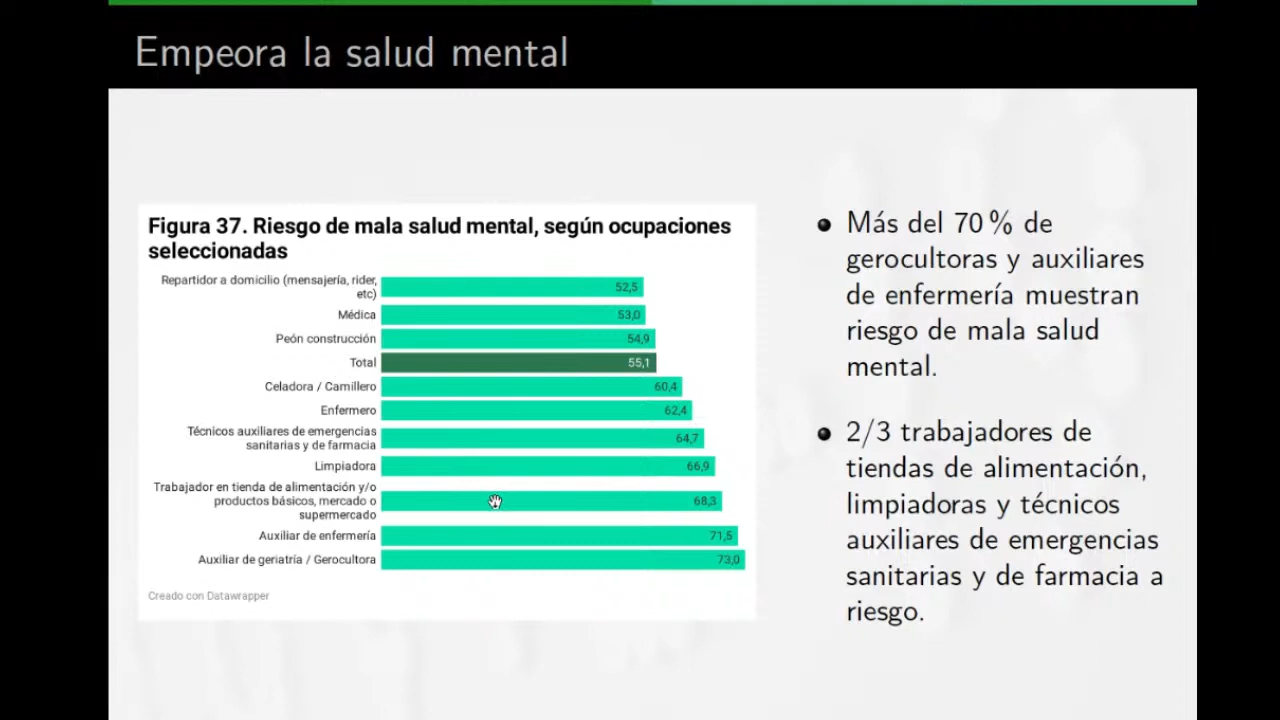 Empeora la salud mental
Figura 37. Riesgo de mala salud mental, según ocupaciones
seleccionadas
Repartidor a domicilio (mensajería, rider,
etc)
52,5
Médica
53,0
Peón construcción
54,9
Total
55,1
Celadora / Camillero
60,4
Enfermero
62,4
Técnicos auxiliares de emergencias
sanitarias y de farmacia
64,7
Limpiadora
66,9
Trabajador en tienda de alimentación y/o
productos básicos, mercado o
supermercado
68,3
Auxiliar de enfermería
71,5
Auxiliar de geriatría / Gerocultora
73,0
Creado con Datawrapper
Más del 70 % de
gerocultoras y auxiliares
de enfermería muestran
riesgo de mala salud
mental.
2/3 trabajadores de
tiendas de alimentación,
limpiadoras y técnicos
auxiliares de emergencias
sanitarias y de farmacia a
riesgo.